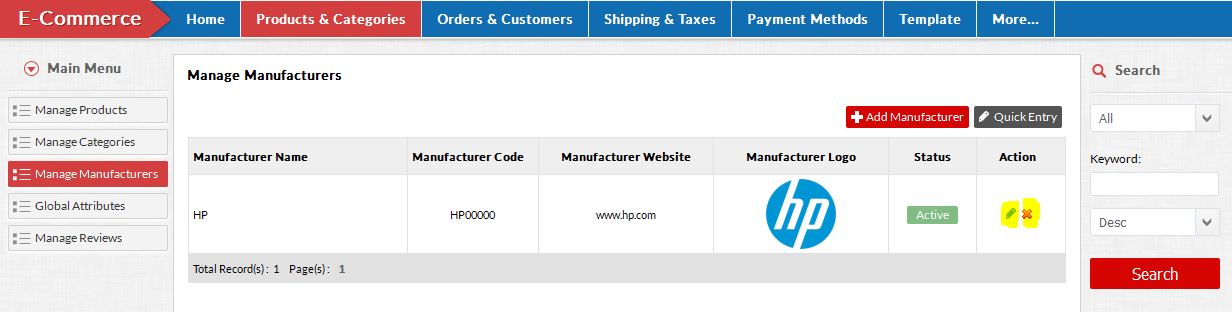 E-Commerce
Home
Products & Categories
Orders & Customers
Shipping & Taxes
Payment Methods
Template
More...
Main Menu
Manage Products
Manage Categories
Manage Manufacturers
Global Attributes
Manage Reviews
Manage Manufacturers
Add Manufacturer
Quick Entry
Manufacturer Name
Manufacturer Code
Manufacturer Website
Manufacturer Logo
Status
Action
HP
HP00000
www.hp.com
hp
Active
Total Record(s) : 1 Page(s) : 1
Search
All
Keyword:
Desc
Search